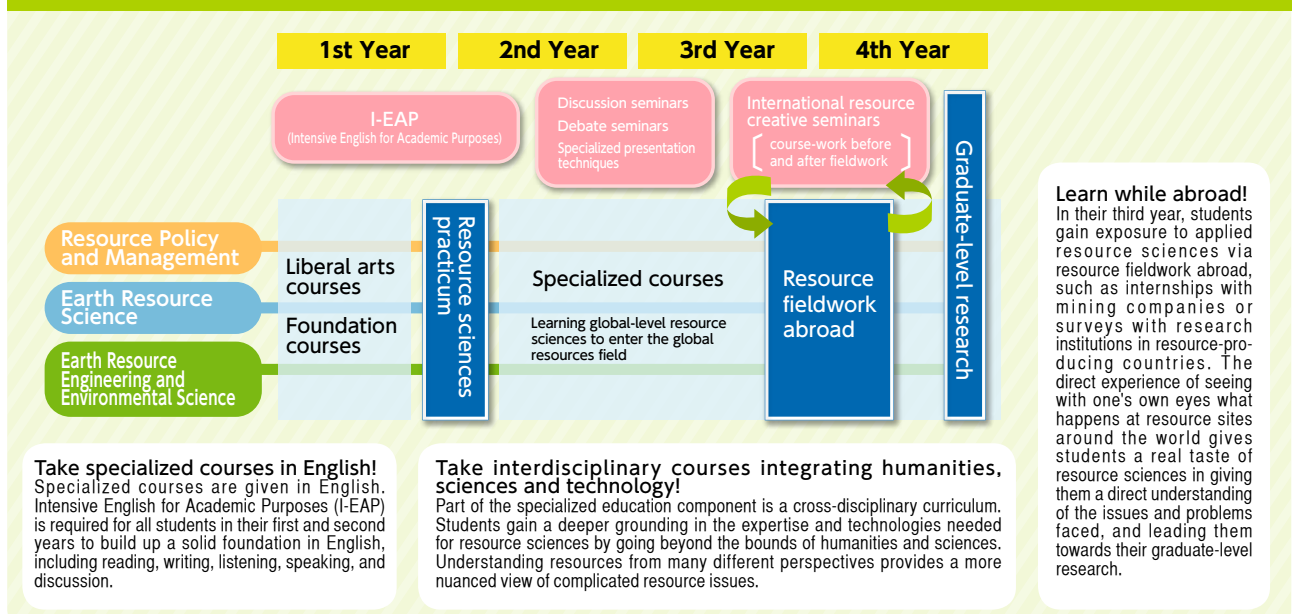 1st Year
2nd Year
3rd Year
4th Year
I-EAP
(Intensive English for Academic Purposes)
Discussion seminars
Debate seminars
Specialized presentation
techniques
International resource
creative seminars
course-work before
and after fieldwork
Graduate-level research
Resource Policy
and Management
Earth Resource
Science
Earth Resource
Engineering and
Environmental Science
Liberal arts
courses
Foundation
courses
Resource sciences
practicum
Specialized courses
Learning global-level resource
sciences to enter the global
resources field
Resource
fieldwork
abroad
Learn while abroad!
In their third year, students
gain exposure to applied
resource sciences via
resource fieldwork abroad,
such as internships with
mining companies or
surveys with research
institutions in resource-pro-
ducing countries. The
direct experience of seeing
with one's own eyes what
happens at resource sites
around the world gives
students a real taste of
resource sciences in giving
them a direct understanding
of the issues and problems
faced, and leading them
towards their graduate-level
research.
Take specialized courses in English!
Specialized courses are given in English.
Intensive English for Academic Purposes (I-EAP)
is required for all students in their first and second
years to build up a solid foundation in English,
including reading, writing, listening, speaking, and
discussion.
Take interdisciplinary courses integrating humanities,
sciences and technology!
Part of the specialized education component is a cross-disciplinary curriculum.
Students gain a deeper grounding in the expertise and technologies needed
for resource sciences by going beyond the bounds of humanities and sciences.
Understanding resources from many different perspectives provides a more
nuanced view of complicated resource issues.